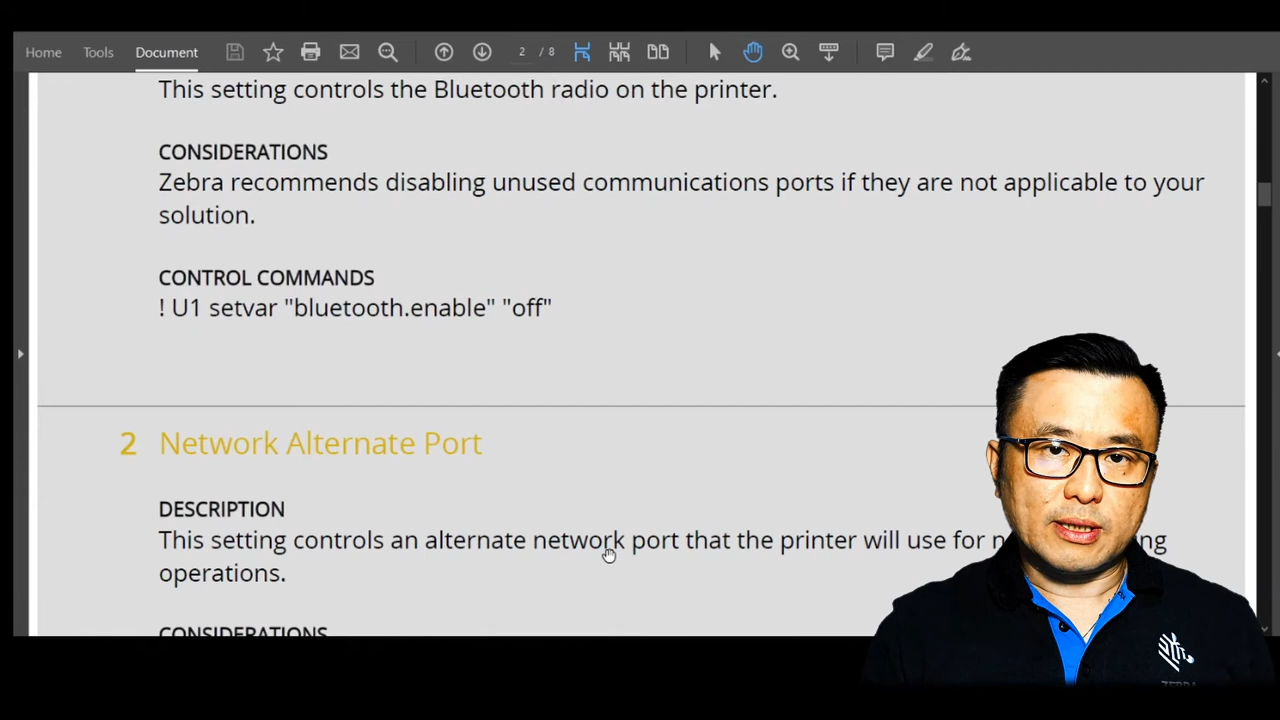 Home Tools Document 2 / 8
This setting controls the Bluetooth radio on the printer.
CONSIDERATIONS
Zebra recommends disabling unused communications ports if they are not applicable to your
solution.
CONTROL COMMANDS
! U1 setvar "bluetooth.enable" "off"
2 Network Alternate Port
DESCRIPTION
This setting controls an alternate network port that the printer will use for
operations.
CONSIDERATIONS
ZEBRA